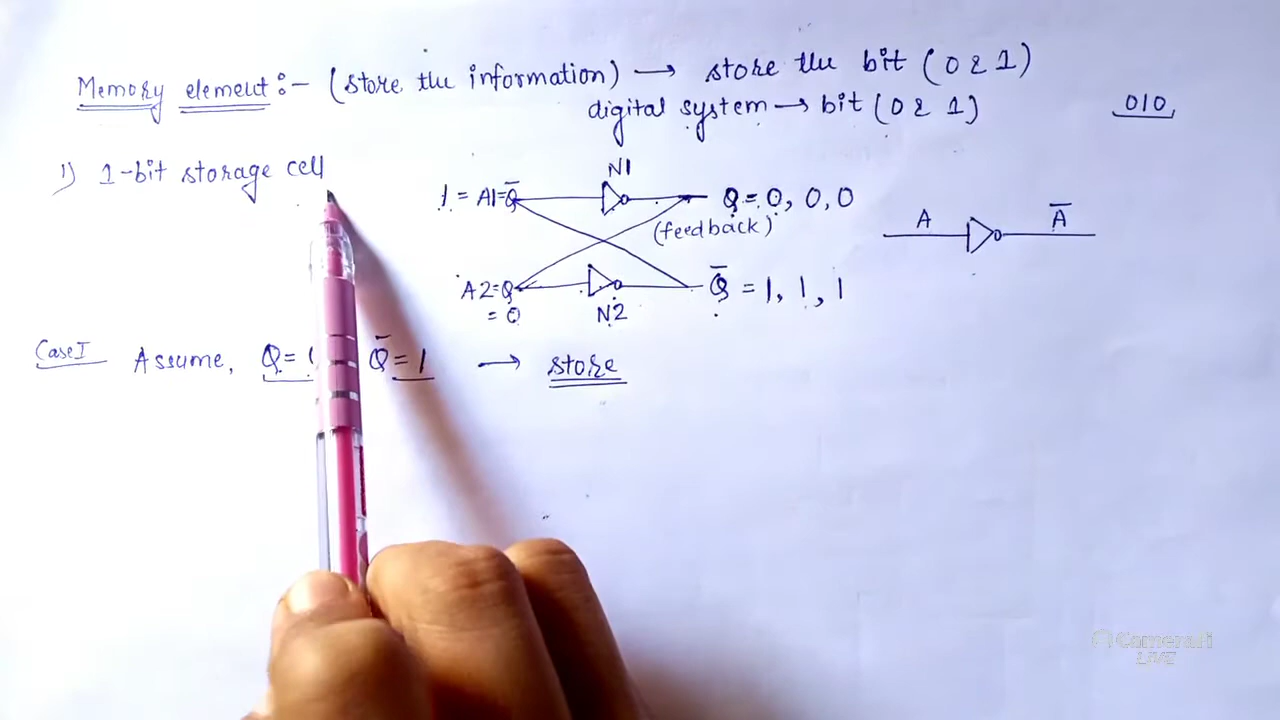 Memory element :- (store the information) → store the bit (0 & 1)
digital system → bit (0 & 1)
010
1) 1-bit storage cell
N1
1 = A1=Q̅
Q = 0, 0, 0
(feedback)
A
A̅
A2=Q
= 0
N2
Q̅ = 1, 1, 1
Case I Assume, Q= Q̅ = 1 → store
Camerafi
LIVE